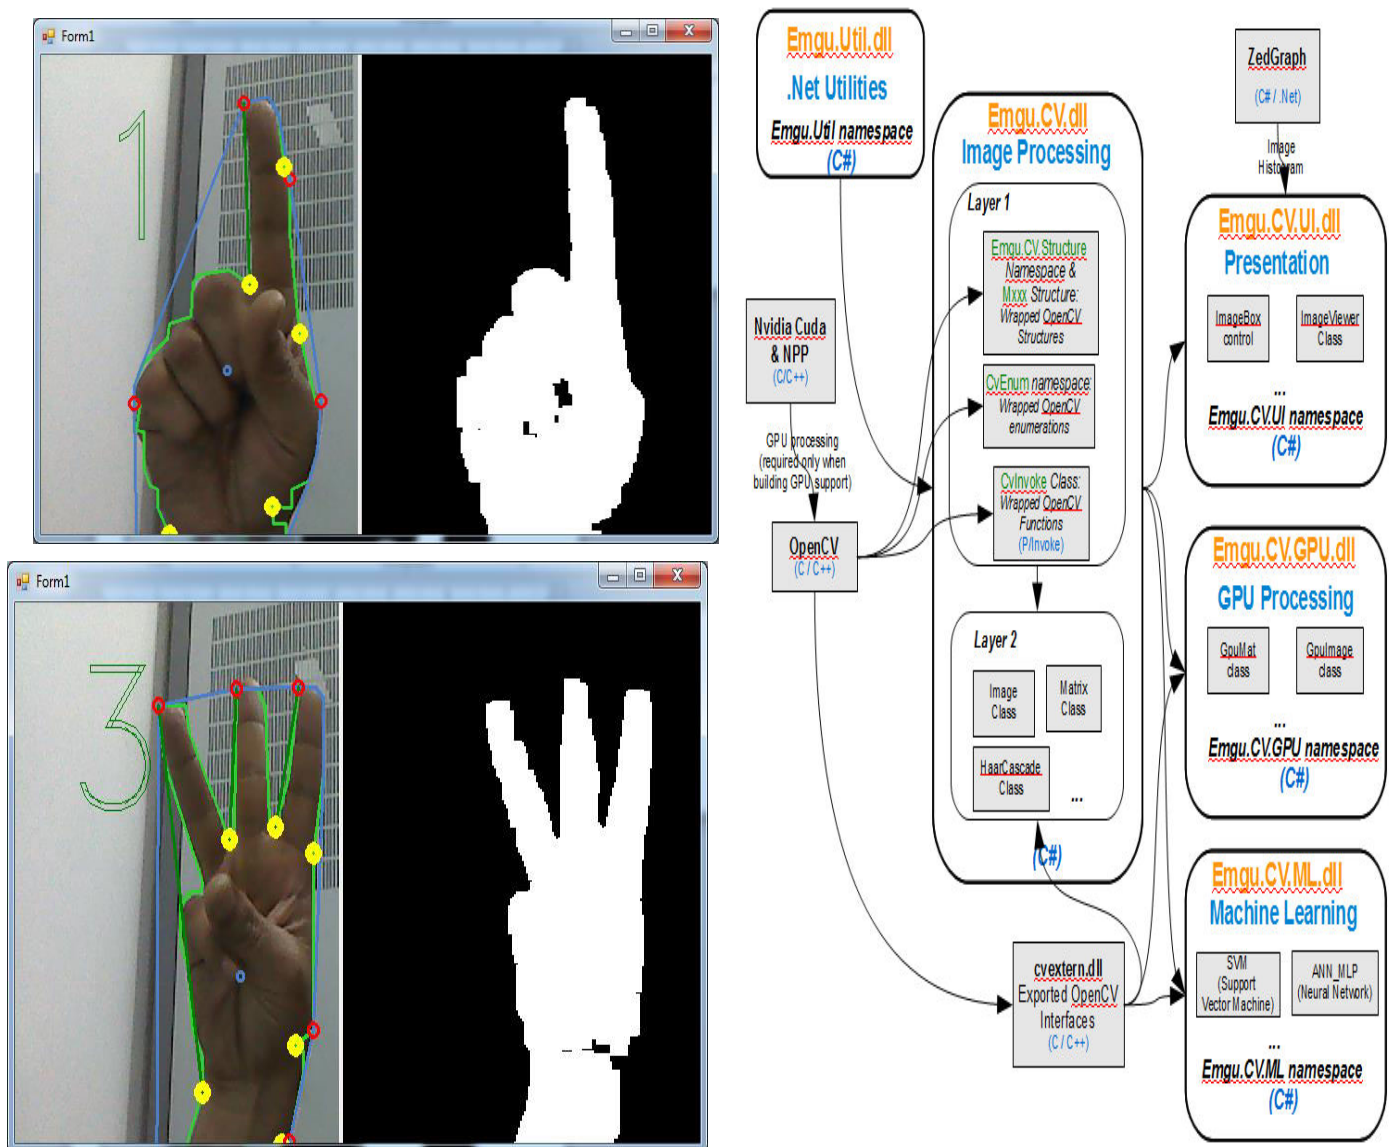 Form1
1
Form1
3
Emgu.Util.dll
.Net Utilities
Emgu.Util namespace
(C#)
Nvidia Cuda
& NPP
(C/C++)
GPU processing
(required only when
building GPU support)
OpenCV
(C / C++)
Emgu.CV.dll
Image Processing
Layer 1
Emgu.CV.Structure
Namespace &
Mxxx Structure:
Wrapped OpenCV
Structures
CvEnum namespace:
Wrapped OpenCV
enumerations
CvInvoke Class:
Wrapped OpenCV
Functions
(P/Invoke)
Layer 2
Image
Class
Matrix
Class
HaarCascade
Class
...
(C#)
cvextern.dll
Exported OpenCV
Interfaces
(C / C++)
ZedGraph
(C# / .Net)
Image
Histogram
Emgu.CV.UI.dll
Presentation
ImageBox
control
ImageViewer
Class
...
Emgu.CV.UI namespace
(C#)
Emgu.CV.GPU.dll
GPU Processing
GpuMat
class
GpuImage
class
...
Emgu.CV.GPU namespace
(C#)
Emgu.CV.ML.dll
Machine Learning
SVM
(Support
Vector Machine)
ANN_MLP
(Neural Network)
...
Emgu.CV.ML namespace
(C#)